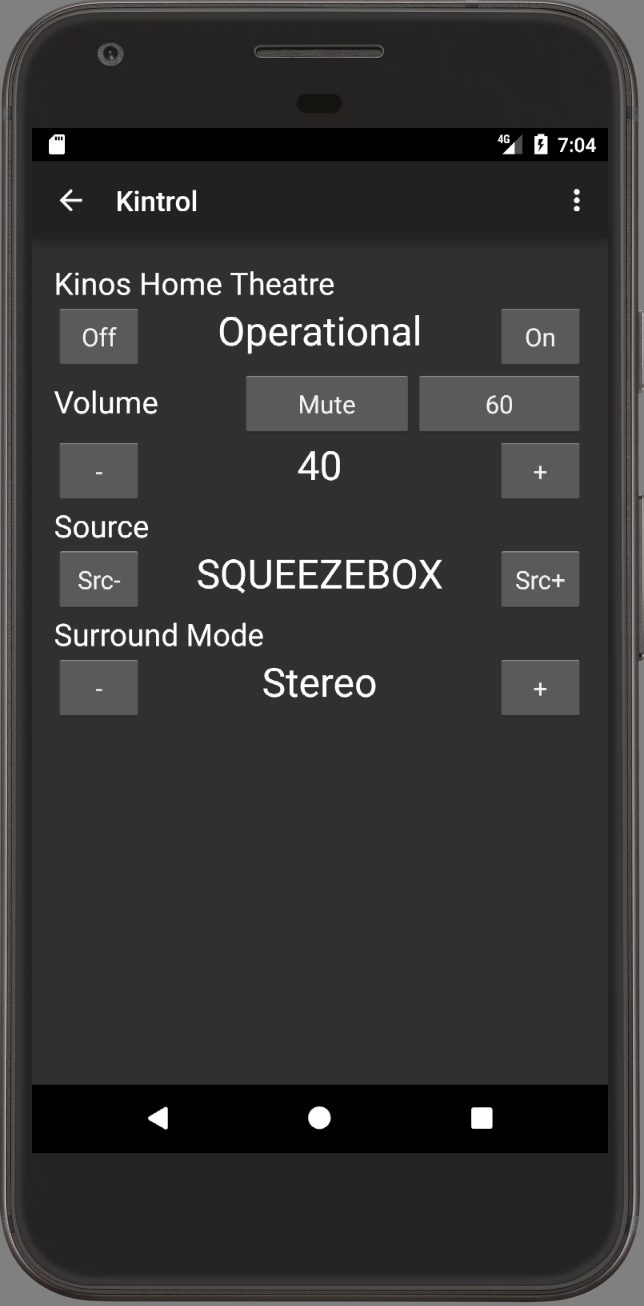 4G 7:04
Kintrol
Kinos Home Theatre
Off Operational On
Volume Mute 60
- 40 +
Source
Src- SQUEEZEBOX Src+
Surround Mode
- Stereo +